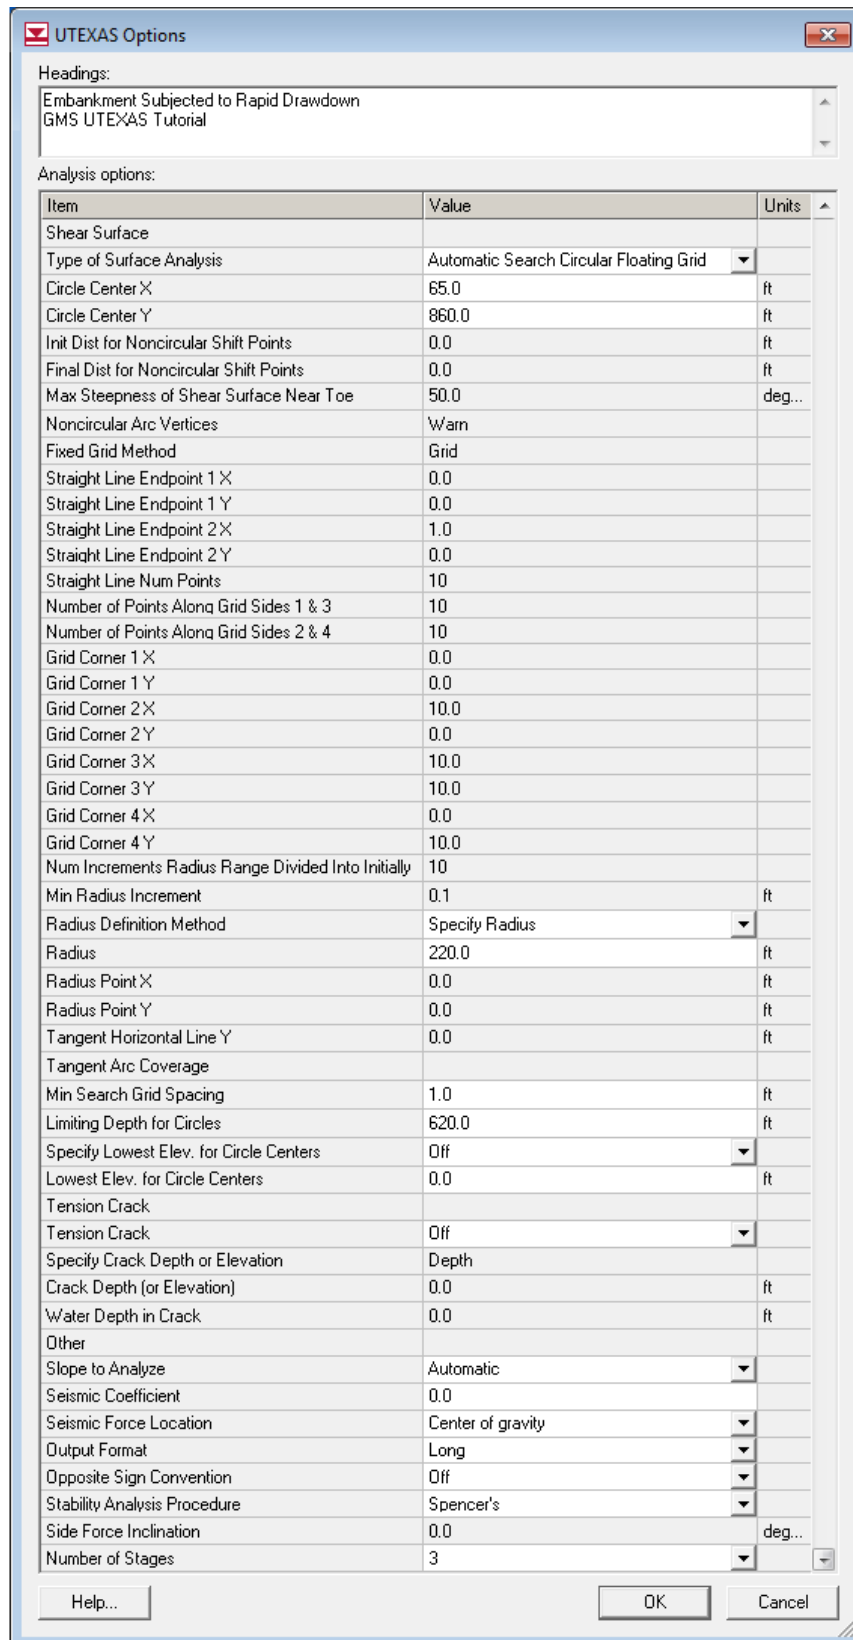 UTEXAS Options
Headings:
Embankment Subjected to Rapid Drawdown
GMS UTEXAS Tutorial
Analysis options:
Item Value Units
Shear Surface
Type of Surface Analysis Automatic Search Circular Floating Grid
Circle Center X 65.0 ft
Circle Center Y 860.0 ft
Init Dist for Noncircular Shift Points 0.0 ft
Final Dist for Noncircular Shift Points 0.0 ft
Max Steepness of Shear Surface Near Toe 50.0 deg...
Noncircular Arc Vertices Warn
Fixed Grid Method Grid
Straight Line Endpoint 1 X 0.0
Straight Line Endpoint 1 Y 0.0
Straight Line Endpoint 2 X 1.0
Straight Line Endpoint 2 Y 0.0
Straight Line Num Points 10
Number of Points Along Grid Sides 1 & 3 10
Number of Points Along Grid Sides 2 & 4 10
Grid Corner 1 X 0.0
Grid Corner 1 Y 0.0
Grid Corner 2 X 10.0
Grid Corner 2 Y 0.0
Grid Corner 3 X 10.0
Grid Corner 3 Y 10.0
Grid Corner 4 X 0.0
Grid Corner 4 Y 10.0
Num Increments Radius Range Divided Into Initially 10
Min Radius Increment 0.1 ft
Radius Definition Method Specify Radius
Radius 220.0 ft
Radius Point X 0.0 ft
Radius Point Y 0.0 ft
Tangent Horizontal Line Y 0.0 ft
Tangent Arc Coverage
Min Search Grid Spacing 1.0 ft
Limiting Depth for Circles 620.0 ft
Specify Lowest Elev. for Circle Centers Off
Lowest Elev. for Circle Centers 0.0 ft
Tension Crack
Tension Crack Off
Specify Crack Depth or Elevation Depth
Crack Depth (or Elevation) 0.0 ft
Water Depth in Crack 0.0 ft
Other
Slope to Analyze Automatic
Seismic Coefficient 0.0
Seismic Force Location Center of gravity
Output Format Long
Opposite Sign Convention Off
Stability Analysis Procedure Spencer's
Side Force Inclination 0.0 deg...
Number of Stages 3
Help... OK Cancel